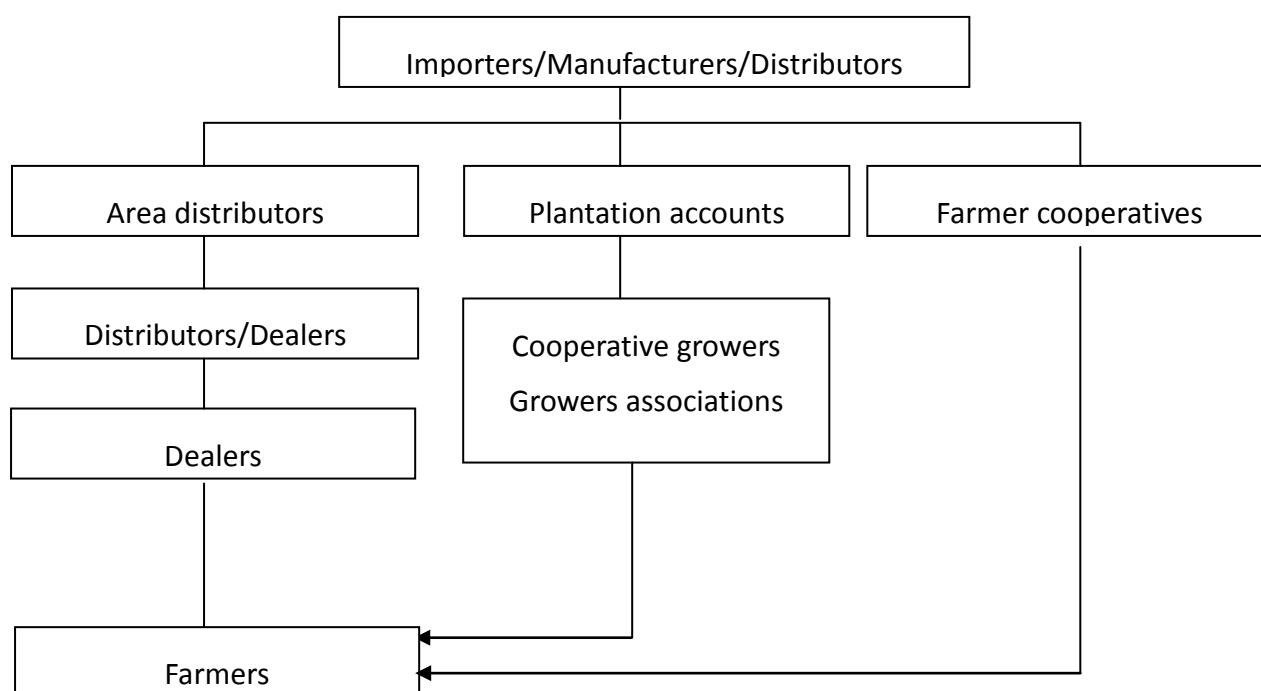 Importers/Manufacturers/Distributors
Area distributors
Plantation accounts
Farmer cooperatives
Distributors/Dealers
Cooperative growers
Growers associations
Dealers
Farmers